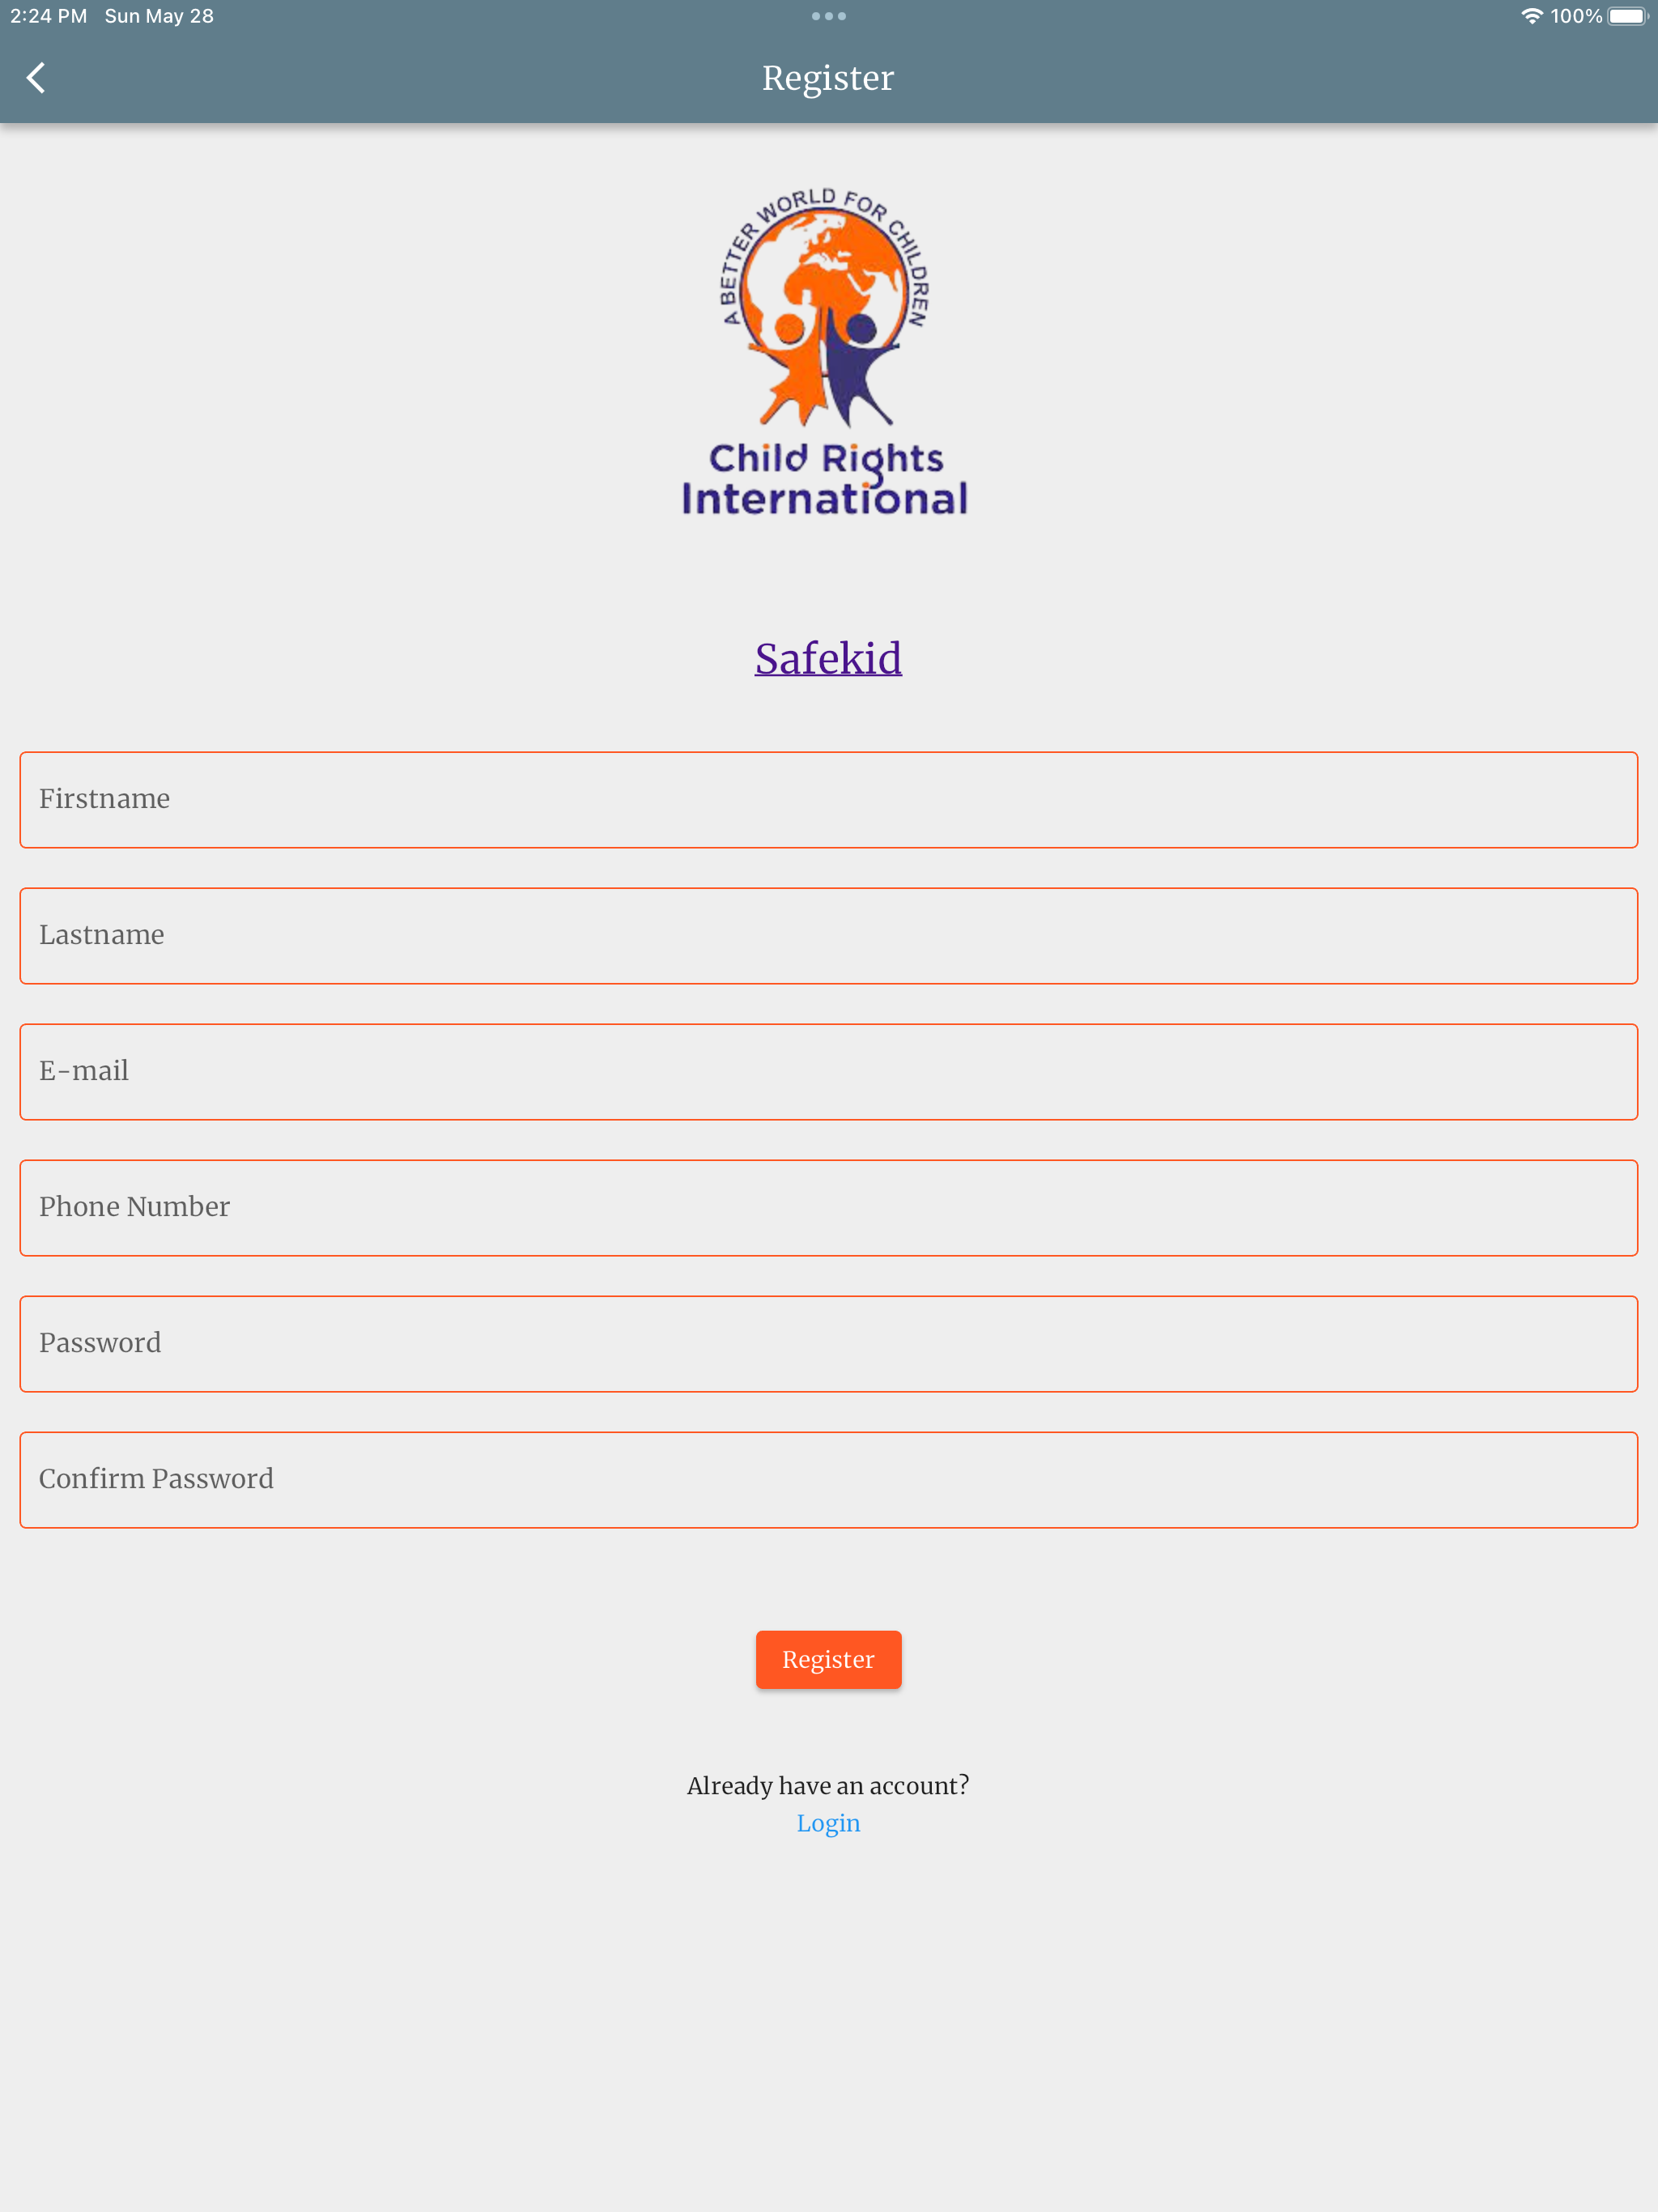 2:24 PM Sun May 28
100%
Register
A BETTER WORLD FOR CHILDREN
Child Rights
International
Safekid
Firstname
Lastname
E-mail
Phone Number
Password
Confirm Password
Register
Already have an account?
Login